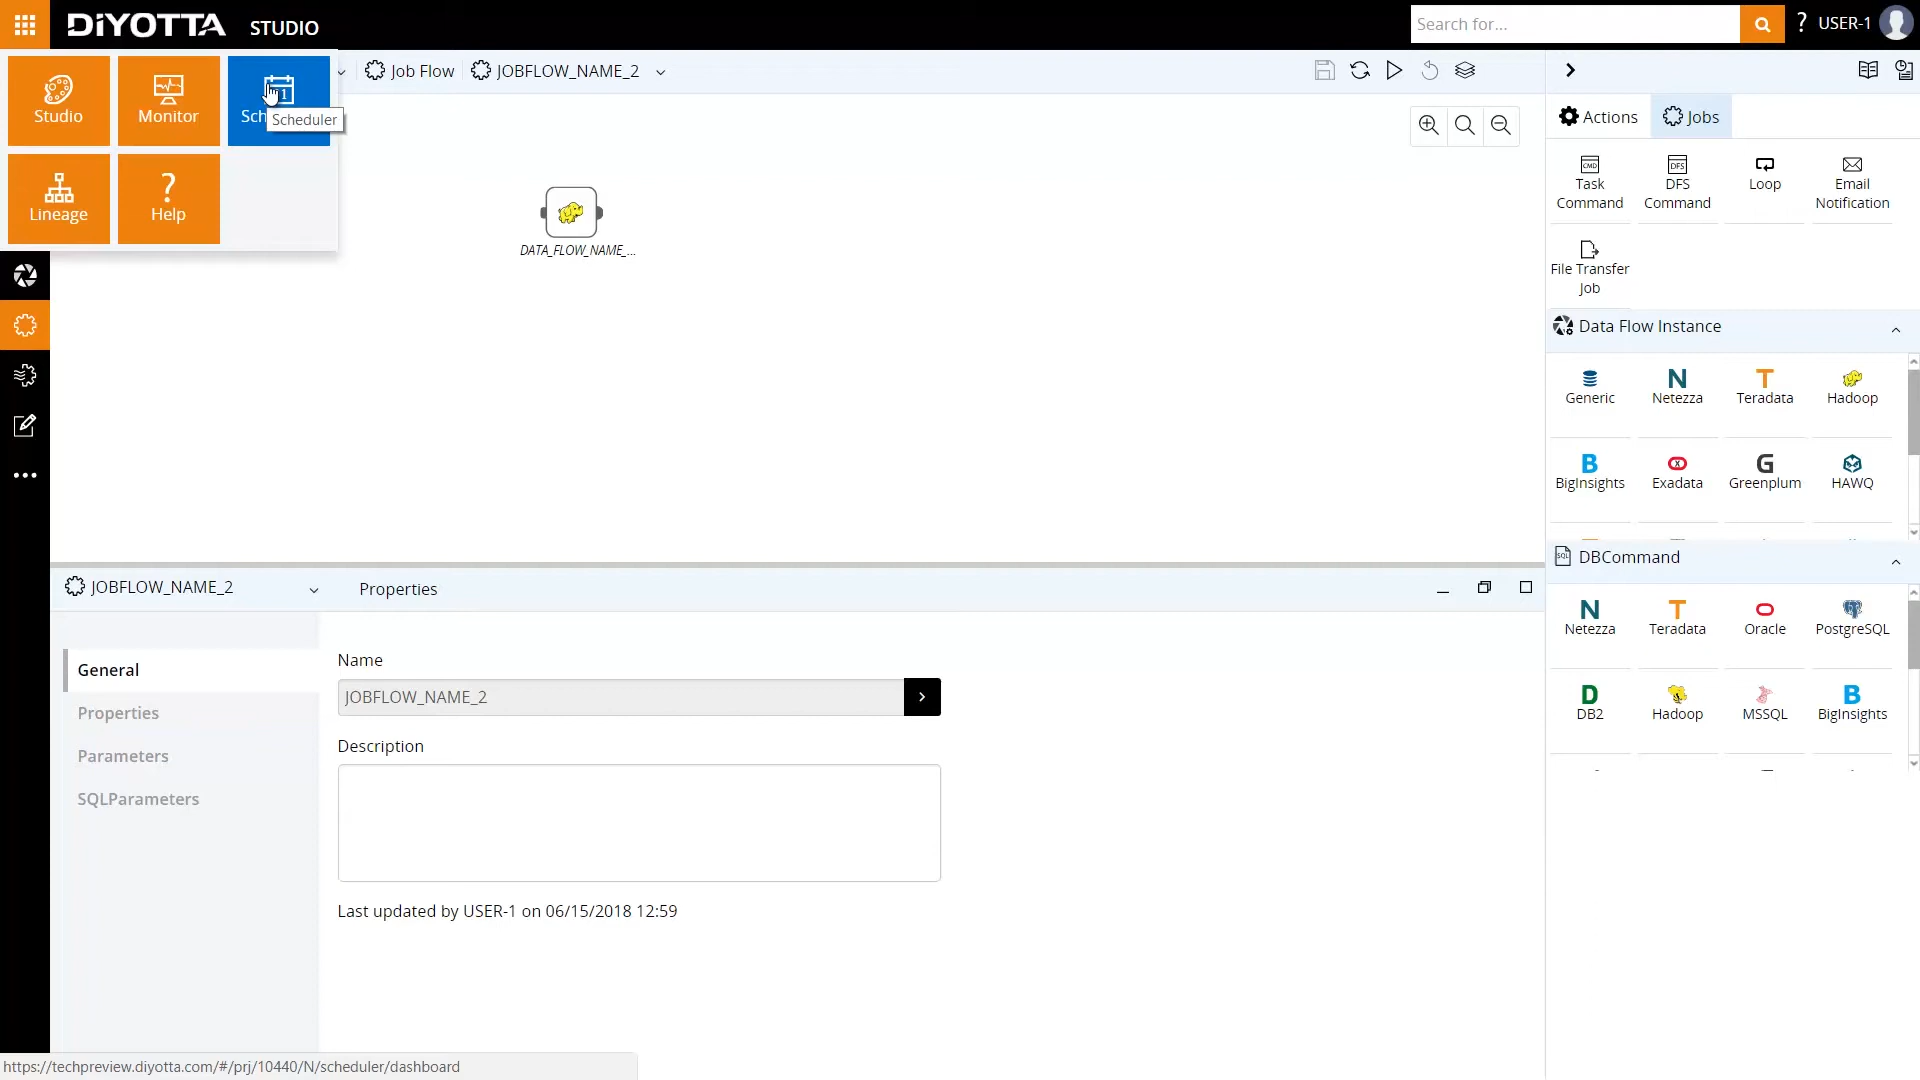 DiYOTTA STUDIO
Search for...
? USER-1
Studio
Monitor
Sch
Scheduler
Lineage
Help
Job Flow
JOBFLOW_NAME_2
DATA_FLOW_NAME_...
Actions
Jobs
CMD
Task
Command
DFS
DFS
Command
Loop
Email
Notification
File Transfer
Job
Data Flow Instance
Generic
Netezza
Teradata
Hadoop
BigInsights
Exadata
Greenplum
HAWQ
DBCommand
Netezza
Teradata
Oracle
PostgreSQL
DB2
Hadoop
MSSQL
BigInsights
JOBFLOW_NAME_2
Properties
General
Properties
Parameters
SQLParameters
Name
JOBFLOW_NAME_2
Description
Last updated by USER-1 on 06/15/2018 12:59
https://techpreview.diyotta.com/#/prj/10440/N/scheduler/dashboard